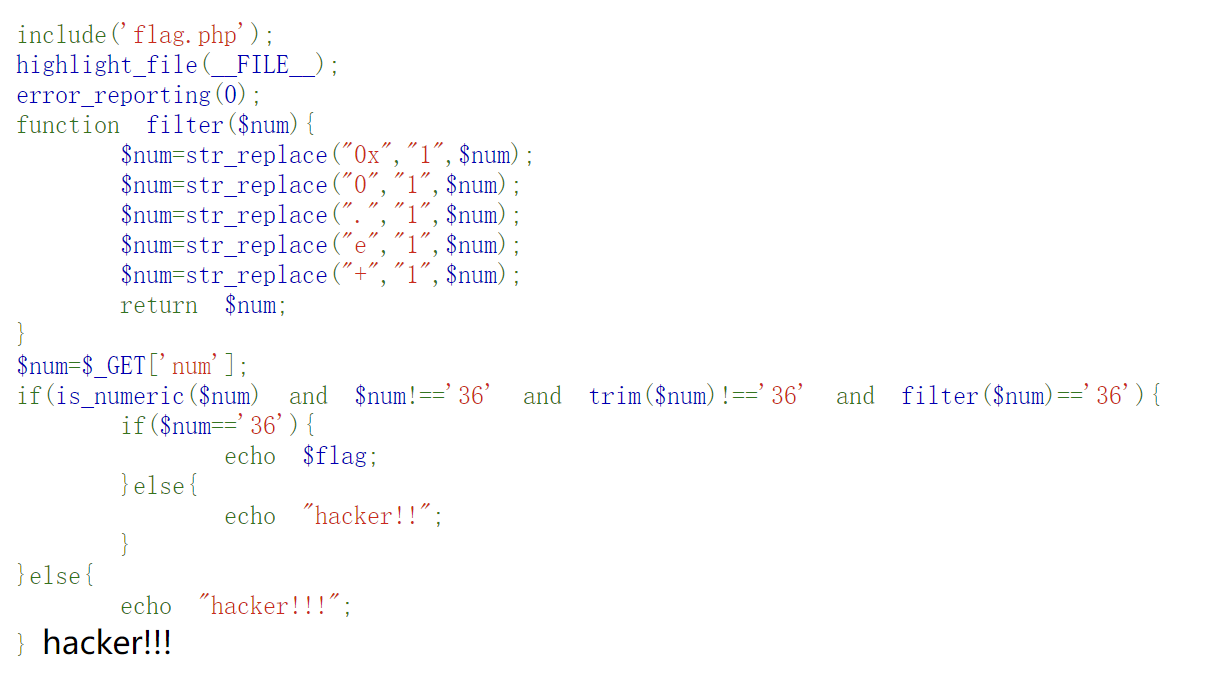 include('flag.php');
highlight_file(__FILE__);
error_reporting(0);
function filter($num){
$num=str_replace("0x","1",$num);
$num=str_replace("0","1",$num);
$num=str_replace(".","1",$num);
$num=str_replace("e","1",$num);
$num=str_replace("+","1",$num);
return $num;
}
$num=$_GET['num'];
if(is_numeric($num) and $num!=='36' and trim($num)!=='36' and filter($num)=='36'){
if($num=='36'){
echo $flag;
}else{
echo "hacker!!";
}
}else{
echo "hacker!!!";
} hacker!!!